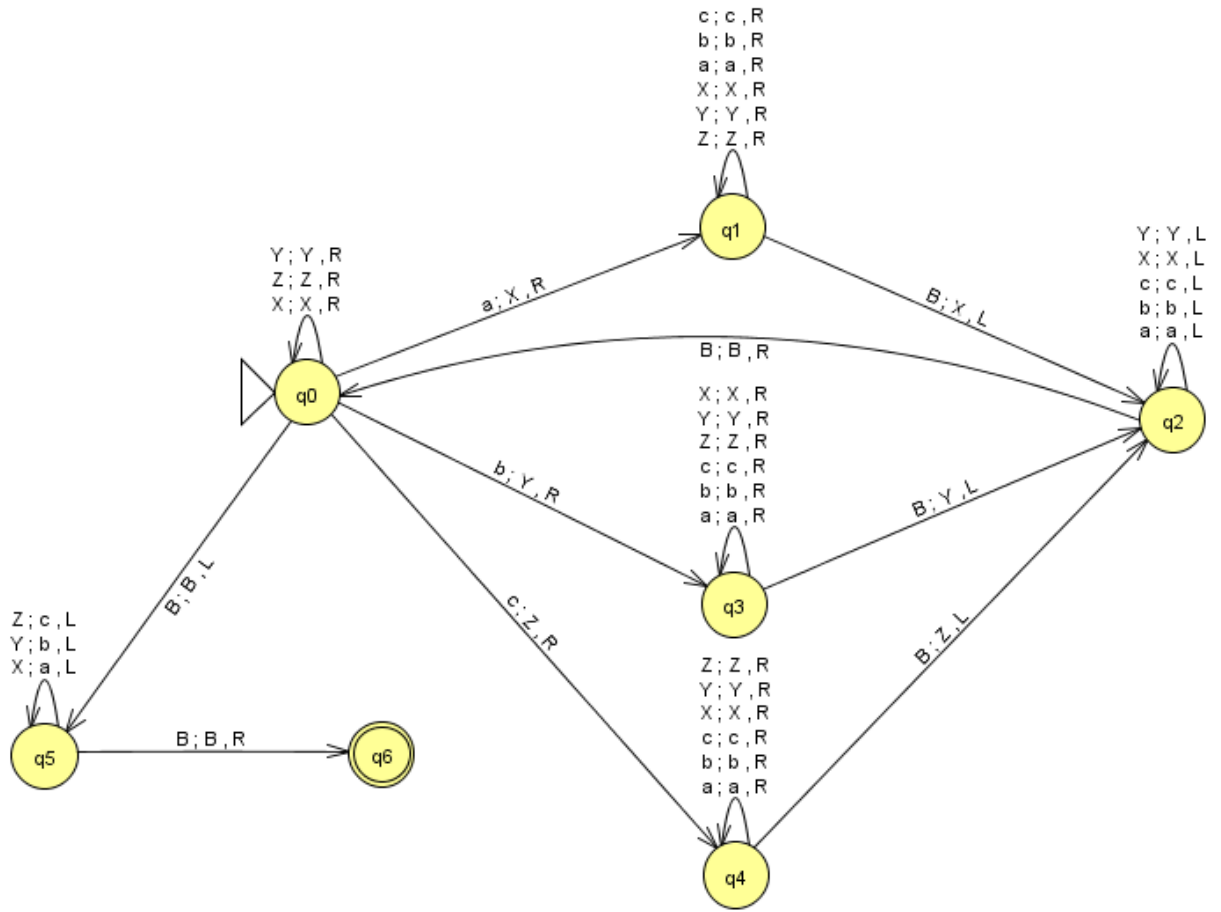 c ; c , R
b ; b , R
a ; a , R
X ; X , R
Y ; Y , R
Z ; Z , R
q1
Y ; Y , R
Z ; Z , R
X ; X , R
q0
a ; X , R
B ; X , L
Y ; Y , L
X ; X , L
c ; c , L
b ; b , L
a ; a , L
q2
B ; B , R
X ; X , R
Y ; Y , R
Z ; Z , R
c ; c , R
b ; b , R
a ; a , R
q3
b ; Y , R
B ; Y , L
B ; B , L
c ; Z , R
B ; Z , L
Z ; c , L
Y ; b , L
X ; a , L
q5
B ; B , R
q6
Z ; Z , R
Y ; Y , R
X ; X , R
c ; c , R
b ; b , R
a ; a , R
q4